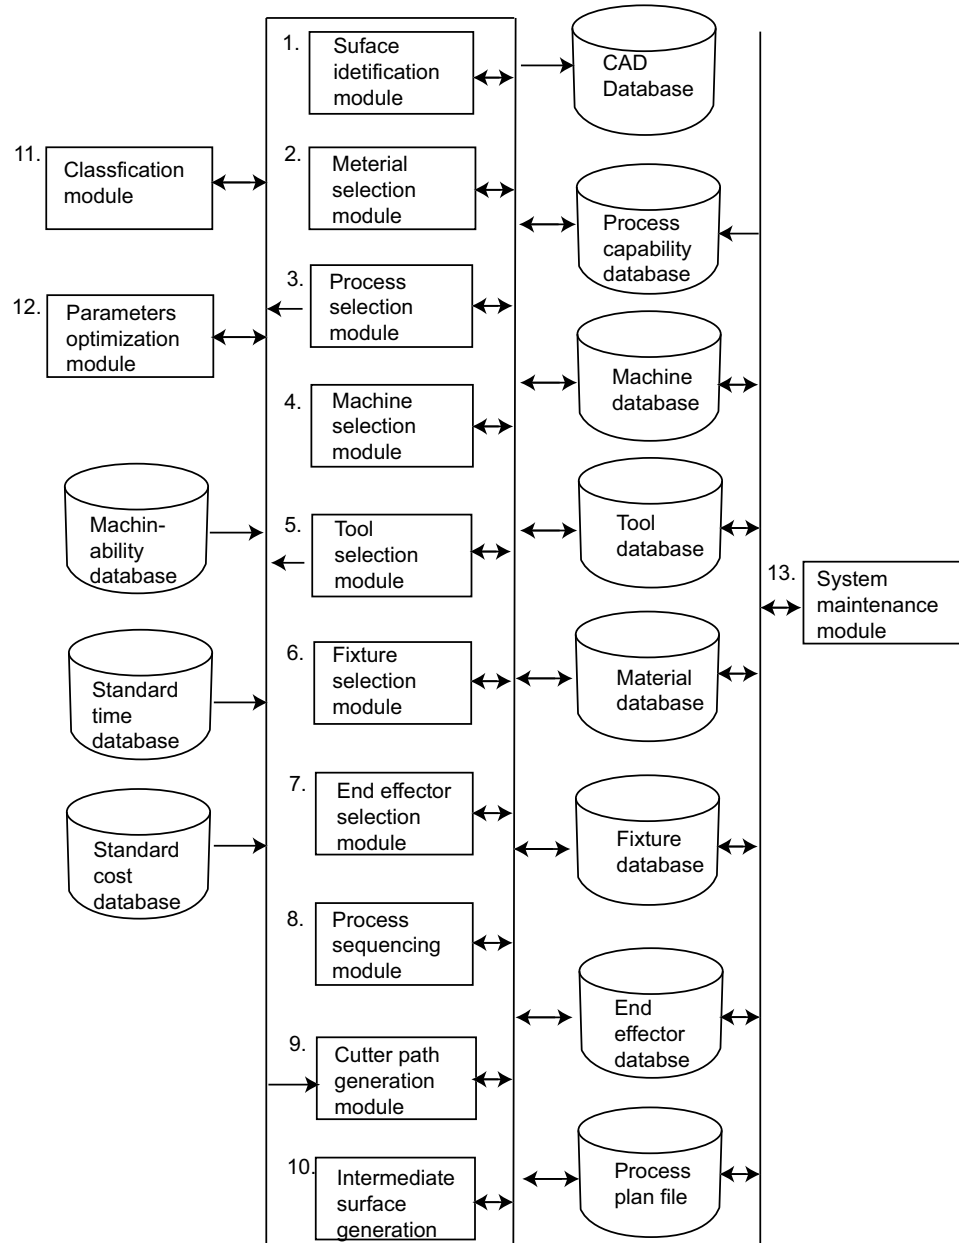 1.
Suface
idetification
module
CAD
Database
11.
Classfication
module
2.
Meterial
selection
module
Process
capability
database
12.
Parameters
optimization
module
3.
Process
selection
module
Machine
database
4.
Machine
selection
module
Machin-
ability
database
5.
Tool
selection
module
Tool
database
13.
System
maintenance
module
Standard
time
database
6.
Fixture
selection
module
Material
database
Standard
cost
database
7.
End effector
selection
module
Fixture
database
8.
Process
sequencing
module
End
effector
databse
9.
Cutter path
generation
module
10.
Intermediate
surface
generation
Process
plan file